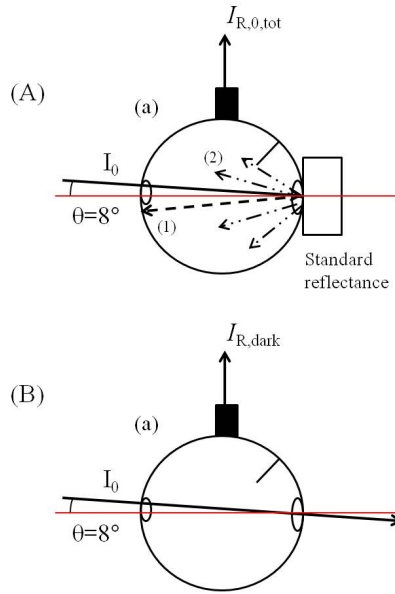 I_R,0,tot
(A)
(a)
(2)
I_0
θ=8°
(1)
Standard
reflectance
I_R,dark
(B)
(a)
I_0
θ=8°